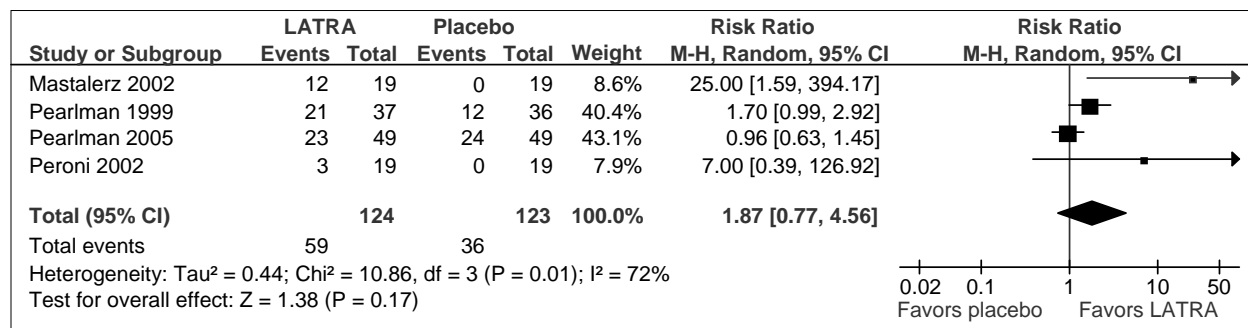 LATRA Placebo Risk Ratio Risk Ratio
Study or Subgroup Events Total Events Total Weight M-H, Random, 95% CI M-H, Random, 95% CI
Mastalerz 2002 12 19 0 19 8.6% 25.00 [1.59, 394.17]
Pearlman 1999 21 37 12 36 40.4% 1.70 [0.99, 2.92]
Pearlman 2005 23 49 24 49 43.1% 0.96 [0.63, 1.45]
Peroni 2002 3 19 0 19 7.9% 7.00 [0.39, 126.92]
Total (95% CI) 124 123 100.0% 1.87 [0.77, 4.56]
Total events 59 36
Heterogeneity: Tau² = 0.44; Chi² = 10.86, df = 3 (P = 0.01); I² = 72%
Test for overall effect: Z = 1.38 (P = 0.17)
0.02 0.1 1 10 50
Favors placebo Favors LATRA